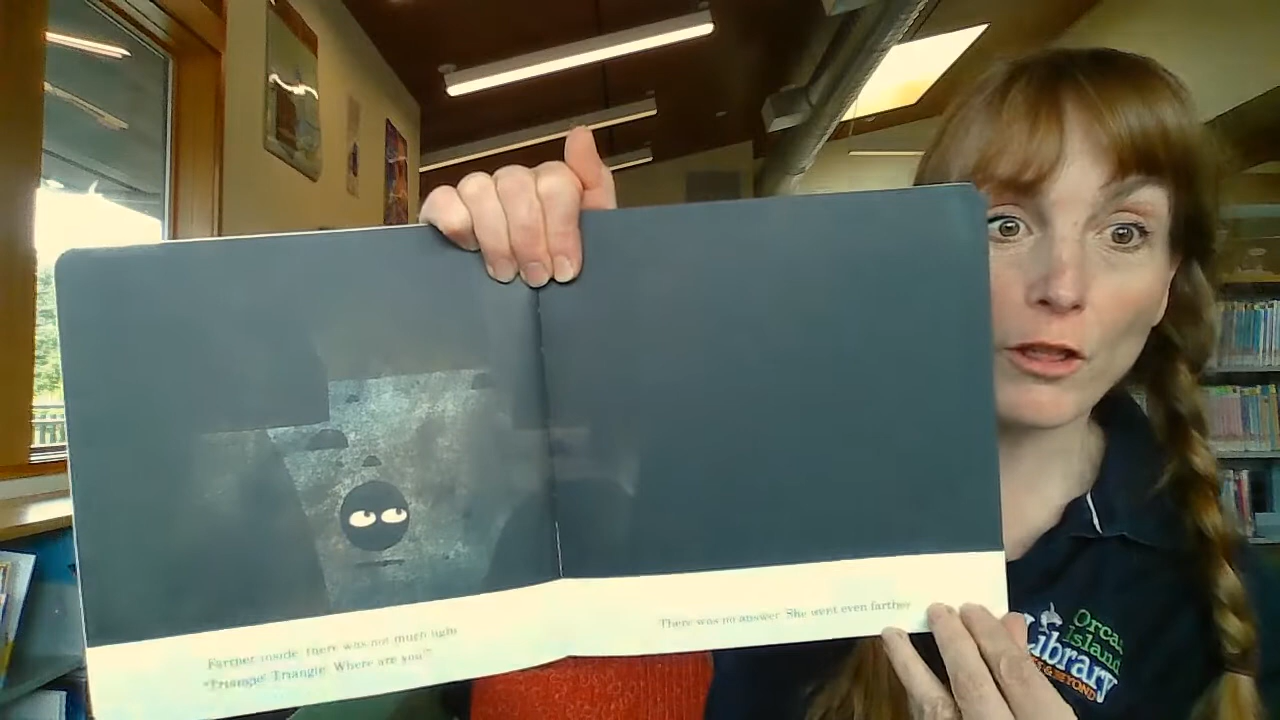 Farther inside, there was not much light.
"Triangle! Triangle! Where are you?"
There was no answer. She went even farther
Orcas
Island
Library
& BEYOND